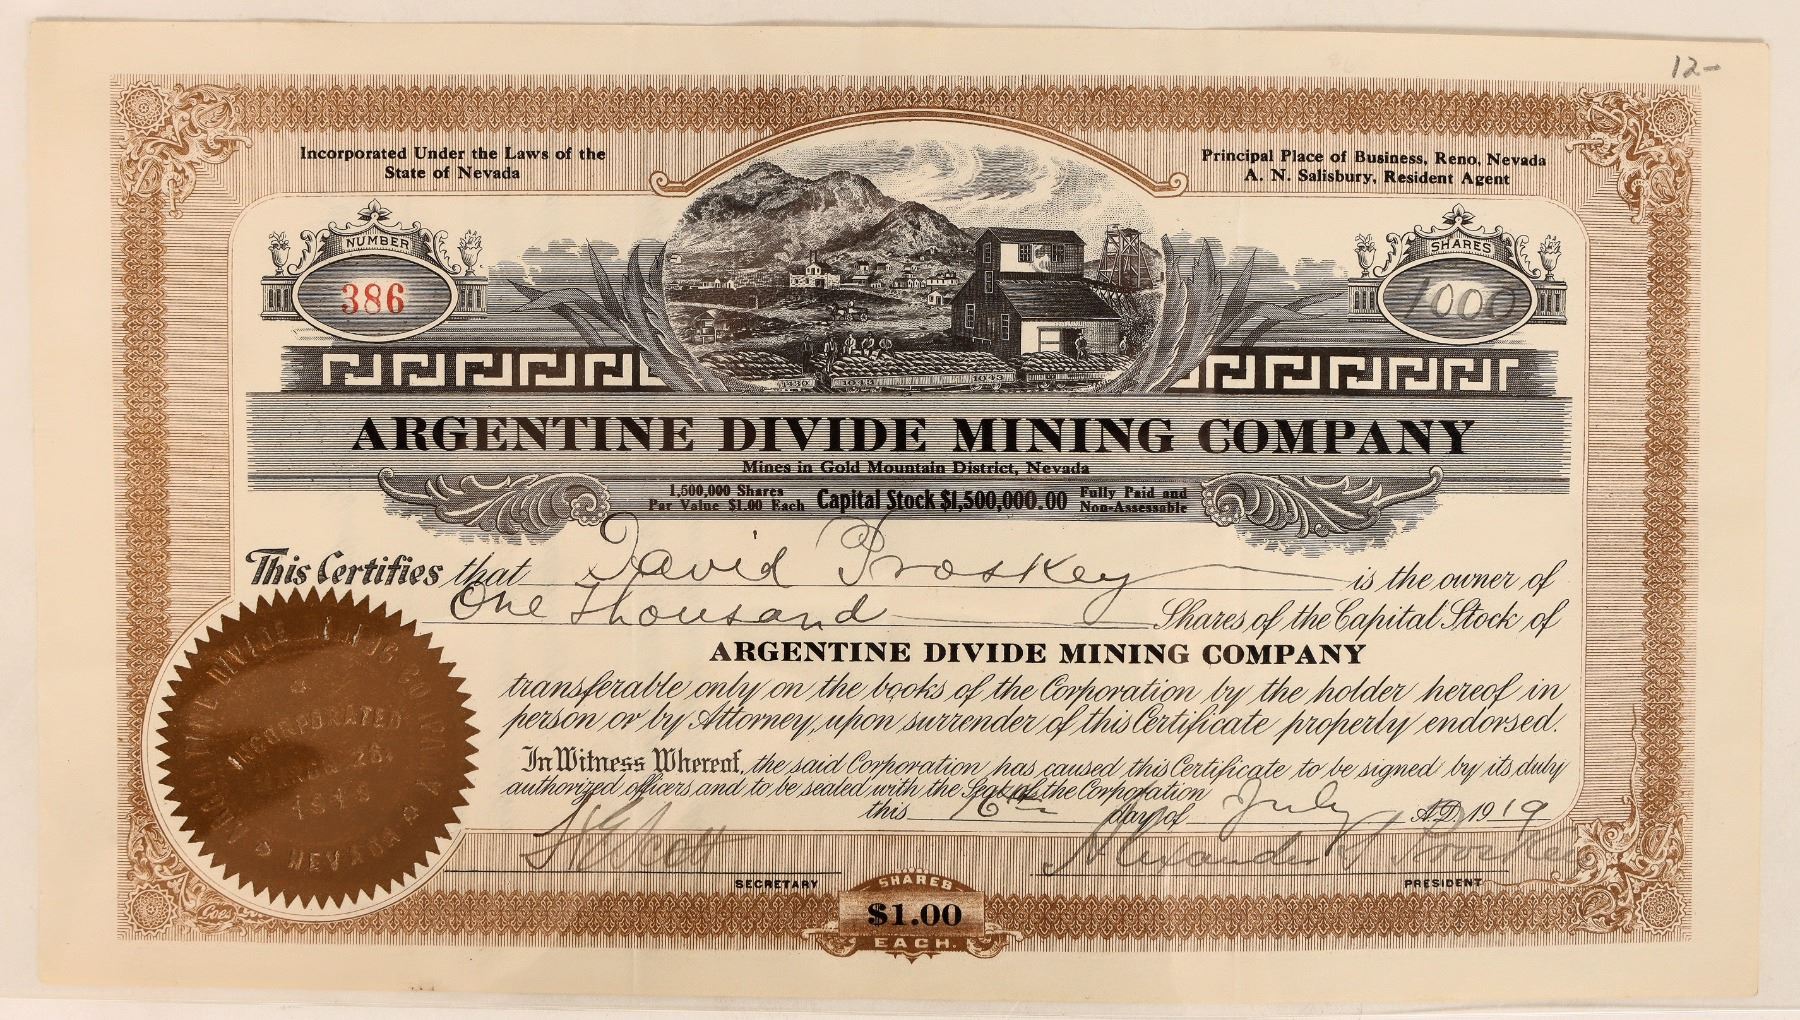 12-
Incorporated Under the Laws of the
State of Nevada
Principal Place of Business, Reno, Nevada
A. N. Salisbury, Resident Agent
NUMBER
386
SHARES
1000
ARGENTINE DIVIDE MINING COMPANY
Mines in Gold Mountain District, Nevada
1,500,000 Shares
Par Value $1.00 Each
Capital Stock $1,500,000.00
Fully Paid and
Non-Assessable
This Certifies that David Proskey is the owner of
One Thousand Shares of the Capital Stock of
ARGENTINE DIVIDE MINING COMPANY
transferable only on the books of the Corporation by the holder hereof in
person or by Attorney, upon surrender of this Certificate properly endorsed.
In Witness Whereof, the said Corporation has caused this Certificate to be signed by its duly
authorized officers, and to be sealed with the Seal of the Corporation
this 16th day of July A.D. 1919
Scott
SECRETARY
Alexander S Proskey
PRESIDENT
SHARES
$1.00
EACH.
INCORPORATED
1919
NEVADA
Goes